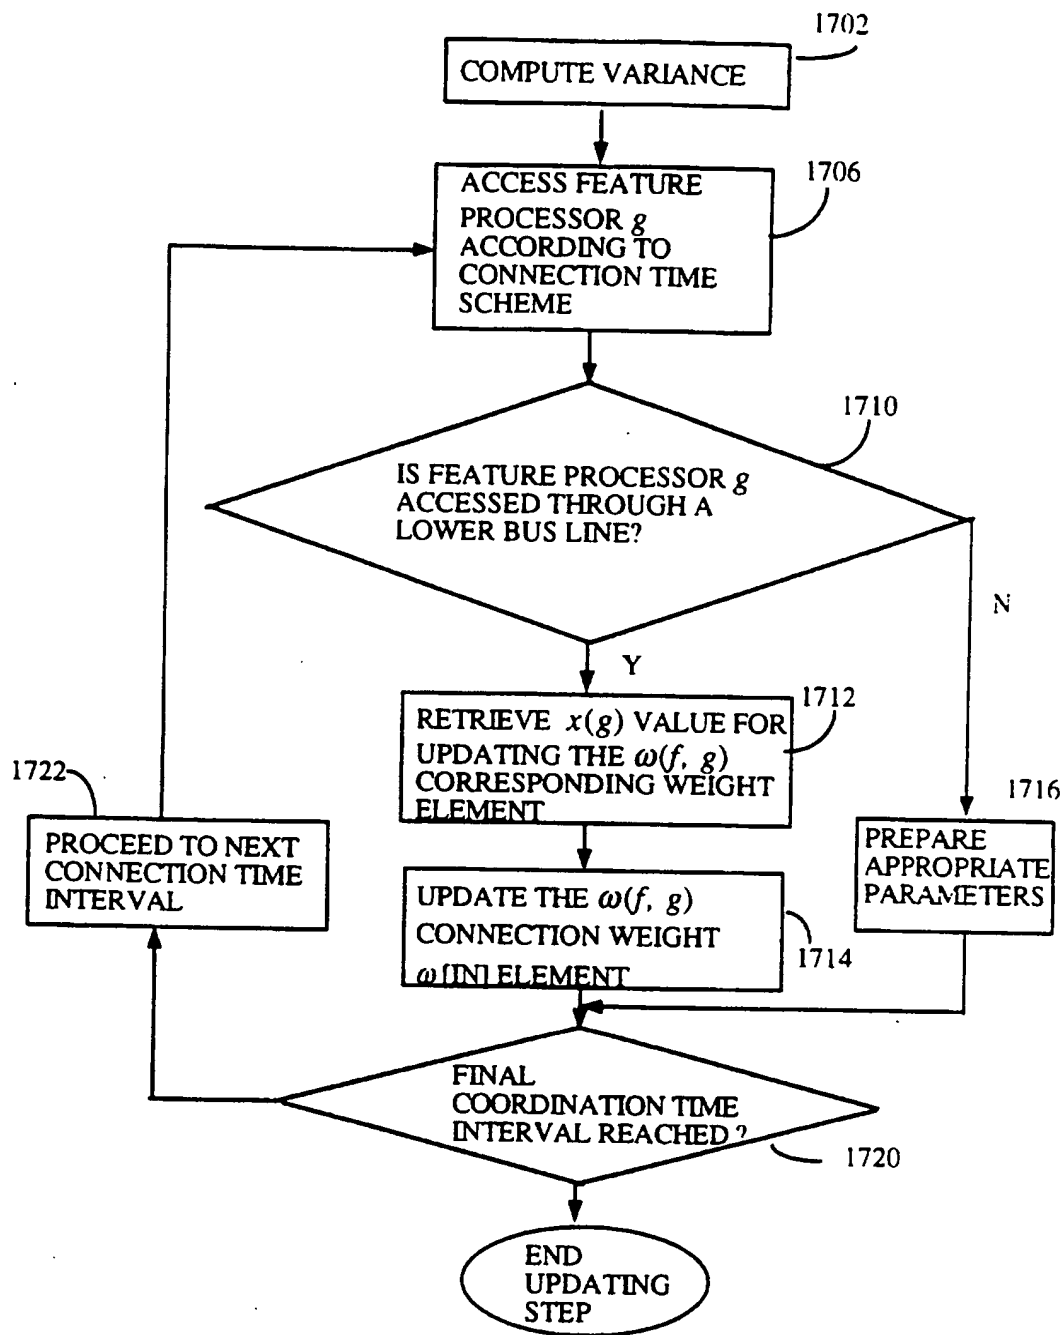 1702
COMPUTE VARIANCE
1706
ACCESS FEATURE
PROCESSOR g
ACCORDING TO
CONNECTION TIME
SCHEME
1710
IS FEATURE PROCESSOR g
ACCESSED THROUGH A
LOWER BUS LINE?
N
Y
1712
RETRIEVE x(g) VALUE FOR
UPDATING THE ω(f, g)
CORRESPONDING WEIGHT
ELEMENT
1722
PROCEED TO NEXT
CONNECTION TIME
INTERVAL
1716
PREPARE
APPROPRIATE
PARAMETERS
UPDATE THE ω(f, g)
CONNECTION WEIGHT
ω[IN] ELEMENT
1714
FINAL
COORDINATION TIME
INTERVAL REACHED ?
1720
END
UPDATING
STEP